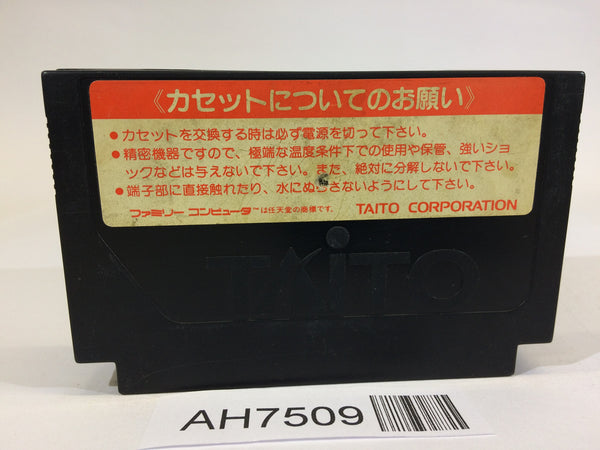 《カセットについてのお願い》
●カセットを交換する時は必ず電源を切って下さい。
●精密機器ですので、極端な温度条件下での使用や保管、強いショ
ックなどは与えないで下さい。また、絶対に分解しないで下さい。
●端子部に直接触れたり、水にぬらさないようにして下さい。
ファミリーコンピュータ™は任天堂の商標です。 TAITO CORPORATION
TAITO
AH7509